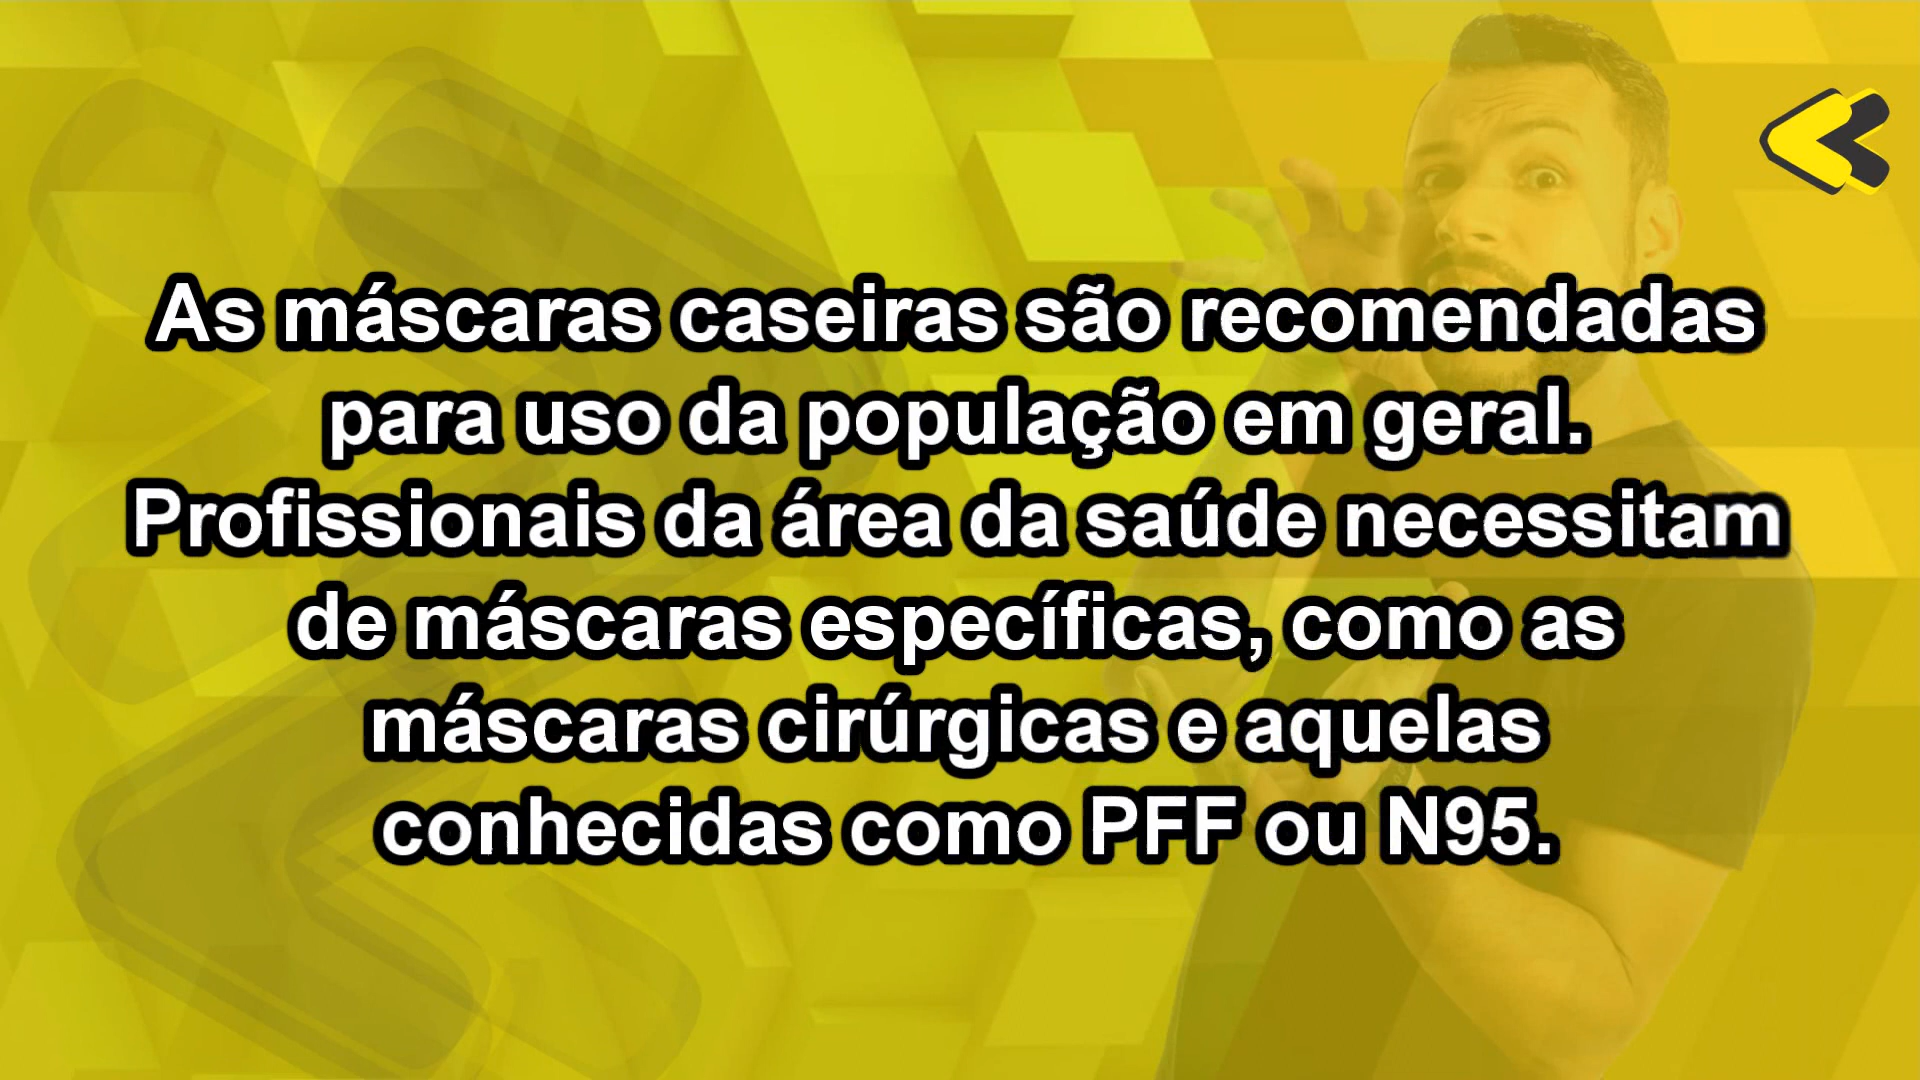 As máscaras caseiras são recomendadas
para uso da população em geral.
Profissionais da área da saúde necessitam
de máscaras específicas, como as
máscaras cirúrgicas e aquelas
conhecidas como PFF ou N95.